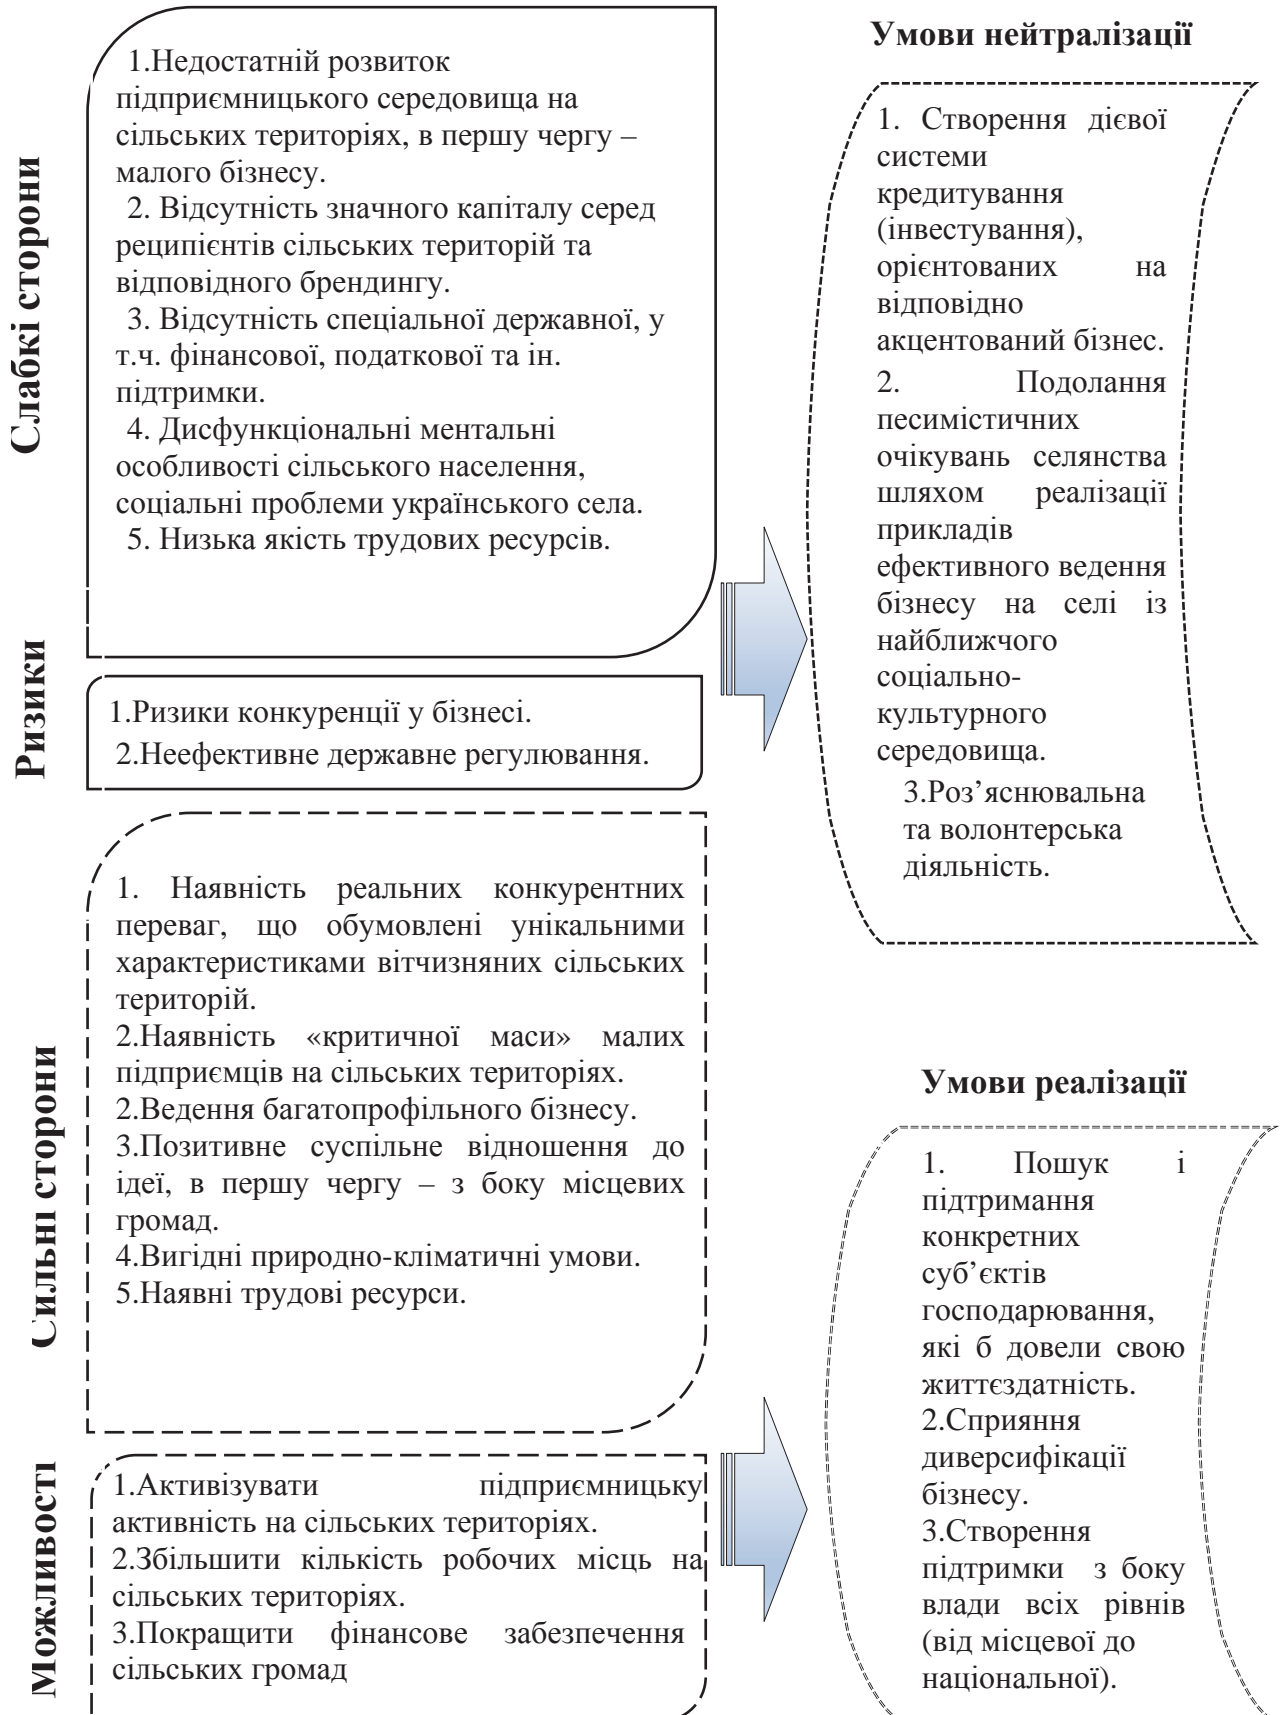 Слабкі сторони
1.Недостатній розвиток
підприємницького середовища на
сільських територіях, в першу чергу –
малого бізнесу.
2. Відсутність значного капіталу серед
реципієнтів сільських територій та
відповідного брендингу.
3. Відсутність спеціальної державної, у
т.ч. фінансової, податкової та ін.
підтримки.
4. Дисфункціональні ментальні
особливості сільського населення,
соціальні проблеми українського села.
5. Низька якість трудових ресурсів.
Ризики
1.Ризики конкуренції у бізнесі.
2.Неефективне державне регулювання.
Умови нейтралізації
1. Створення дієвої
системи
кредитування
(інвестування),
орієнтованих на
відповідно
акцентований бізнес.
2. Подолання
песимістичних
очікувань селянства
шляхом реалізації
прикладів
ефективного ведення
бізнесу на селі із
найближчого
соціально-
культурного
середовища.
3.Роз’яснювальна
та волонтерська
діяльність.
Сильні сторони
1. Наявність реальних конкурентних
переваг, що обумовлені унікальними
характеристиками вітчизняних сільських
територій.
2.Наявність «критичної маси» малих
підприємців на сільських територіях.
2.Ведення багатопрофільного бізнесу.
3.Позитивне суспільне відношення до
ідеї, в першу чергу – з боку місцевих
громад.
4.Вигідні природно-кліматичні умови.
5.Наявні трудові ресурси.
Можливості
1.Активізувати підприємницьку
активність на сільських територіях.
2.Збільшити кількість робочих місць на
сільських територіях.
3.Покращити фінансове забезпечення
сільських громад
Умови реалізації
1. Пошук і
підтримання
конкретних
суб’єктів
господарювання,
які б довели свою
життєздатність.
2.Сприяння
диверсифікації
бізнесу.
3.Створення
підтримки з боку
влади всіх рівнів
(від місцевої до
національної).